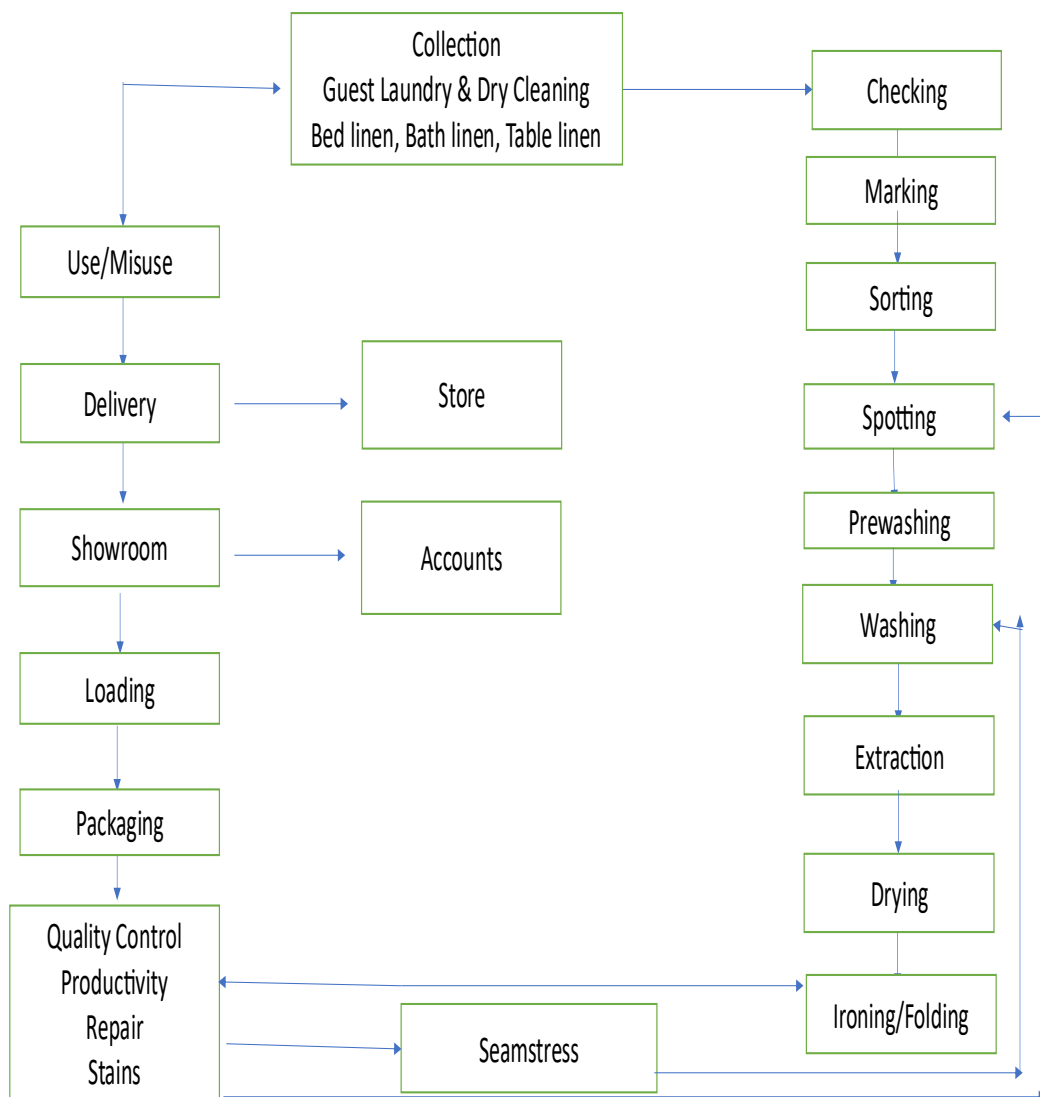 Collection
Guest Laundry & Dry Cleaning
Bed linen, Bath linen, Table linen
Checking
Marking
Sorting
Spotting
Prewashing
Washing
Extraction
Drying
Ironing/Folding
Use/Misuse
Delivery
Store
Showroom
Accounts
Loading
Packaging
Quality Control
Productivity
Repair
Stains
Seamstress